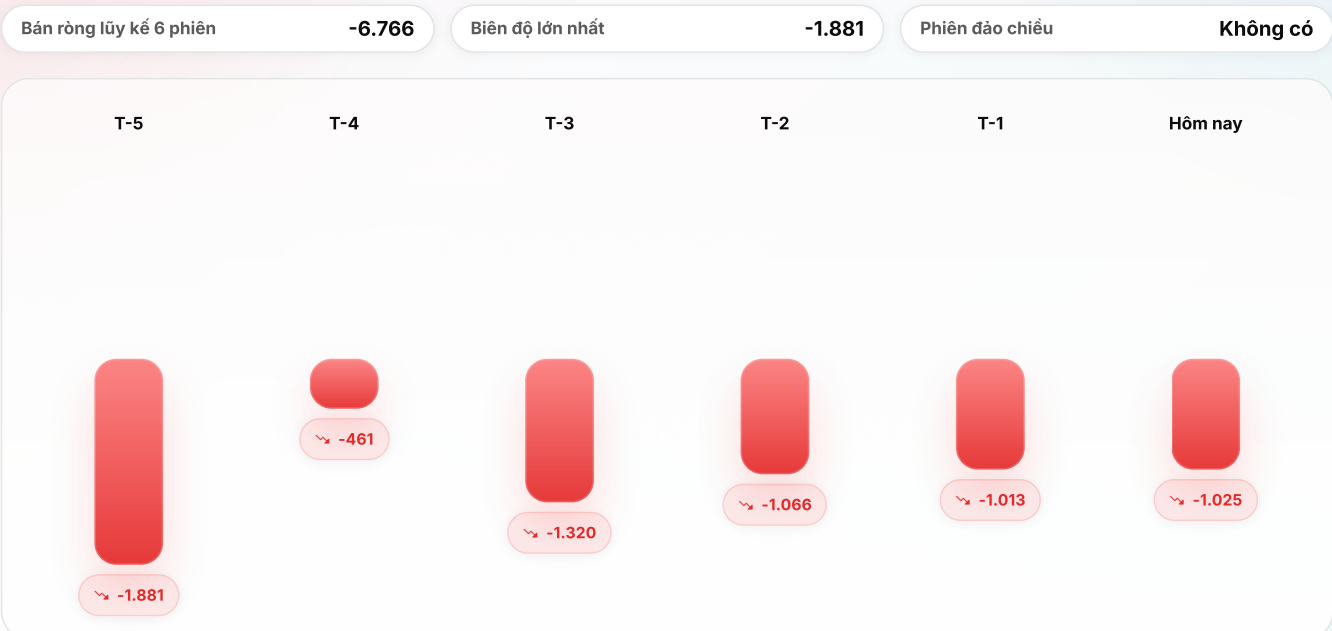 Bán ròng lũy kế 6 phiên -6.766
Biên độ lớn nhất -1.881
Phiên đảo chiều Không có
T-5 T-4 T-3 T-2 T-1 Hôm nay
-461
-1.013 -1.025
-1.066
-1.320
-1.881